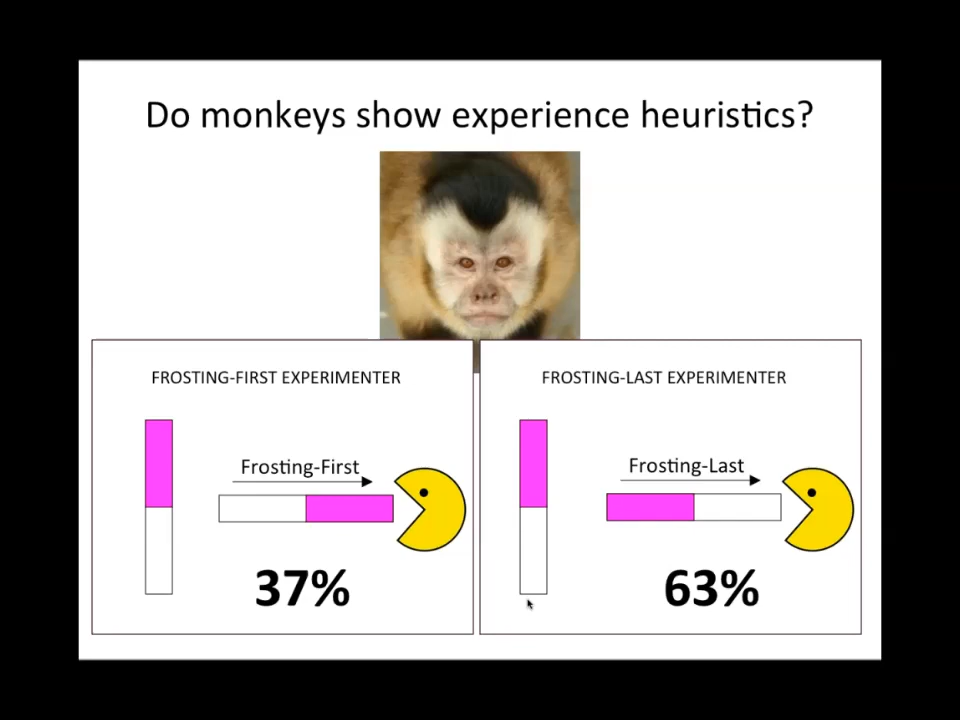 Do monkeys show experience heuristics?
FROSTING-FIRST EXPERIMENTER
Frosting-First
37%
FROSTING-LAST EXPERIMENTER
Frosting-Last
63%